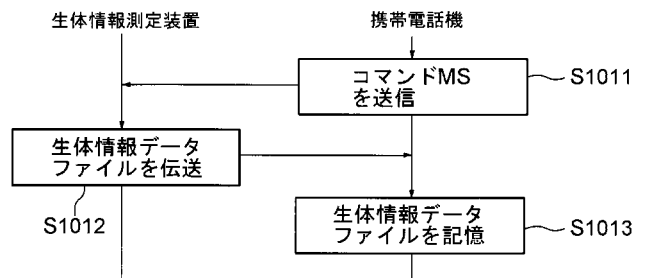 生体情報測定装置
携帯電話機
コマンドMS
を送信
S1011
生体情報データ
ファイルを伝送
S1012
生体情報データ
ファイルを記憶
S1013